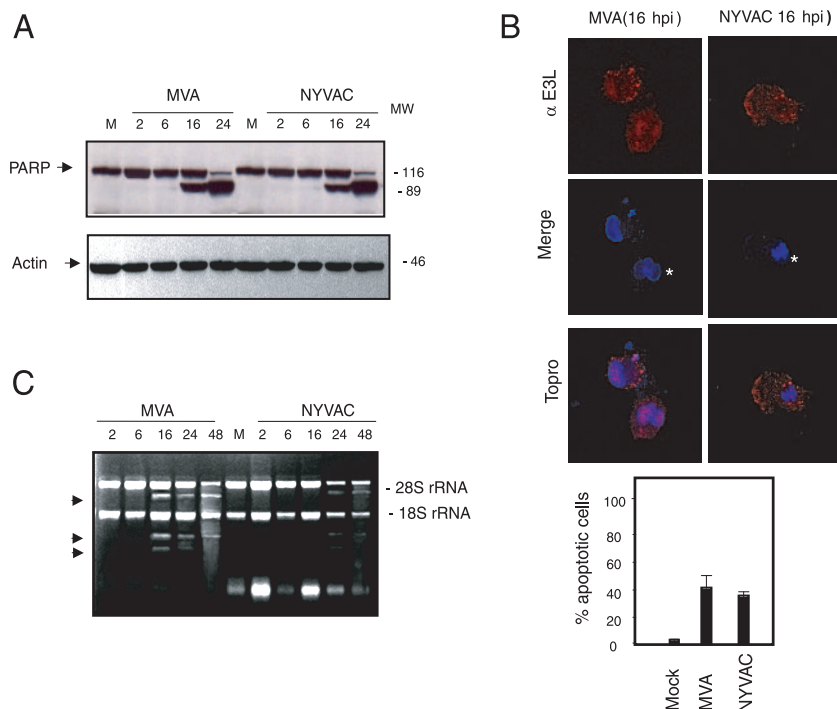 A
MVA NYVAC MW
M 2 6 16 24 M 2 6 16 24
PARP
- 116
- 89
Actin
- 46
B
MVA(16 hpi) NYVAC 16 hpi)
α E3L
Merge
*
*
Topro
100
80
60
40
20
0
% apoptotic cells
Mock
MVA
NYVAC
C
MVA NYVAC
2 6 16 24 48 M 2 6 16 24 48
- 28S rRNA
- 18S rRNA